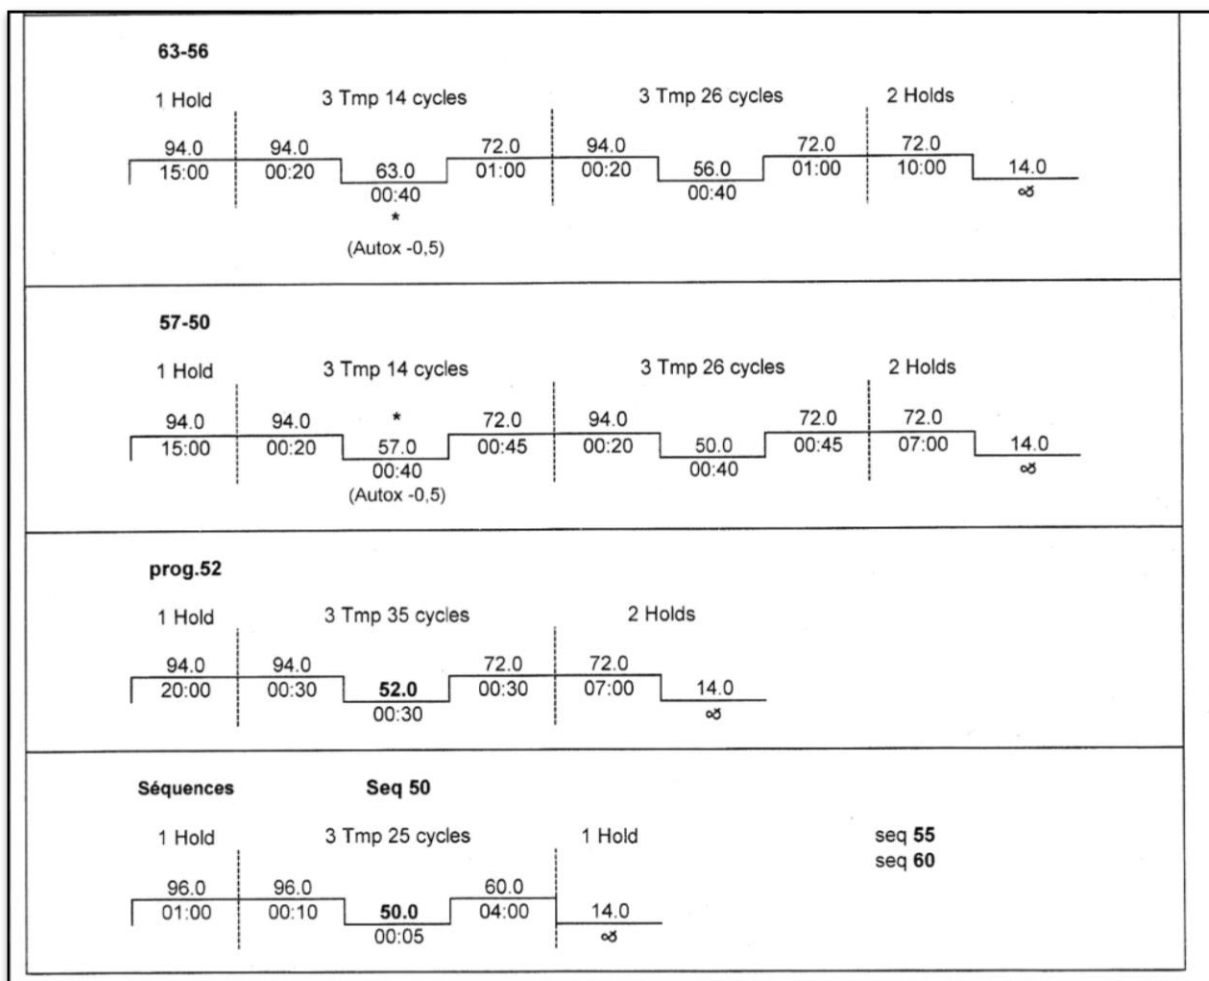 63-56
1 Hold 3 Tmp 14 cycles 3 Tmp 26 cycles 2 Holds
94.0 94.0 72.0 94.0 72.0 72.0
15:00 00:20 63.0 01:00 00:20 56.0 01:00 10:00 14.0
00:40 00:40 ∞
*
(Autox -0,5)
57-50
1 Hold 3 Tmp 14 cycles 3 Tmp 26 cycles 2 Holds
94.0 94.0 * 72.0 94.0 72.0 72.0
15:00 00:20 57.0 00:45 00:20 50.0 00:45 07:00 14.0
00:40 00:40 ∞
(Autox -0,5)
prog.52
1 Hold 3 Tmp 35 cycles 2 Holds
94.0 94.0 72.0 72.0
20:00 00:30 52.0 00:30 07:00 14.0
00:30 ∞
Séquences Seq 50
1 Hold 3 Tmp 25 cycles 1 Hold seq 55
seq 60
96.0 96.0 60.0
01:00 00:10 50.0 04:00 14.0
00:05 ∞